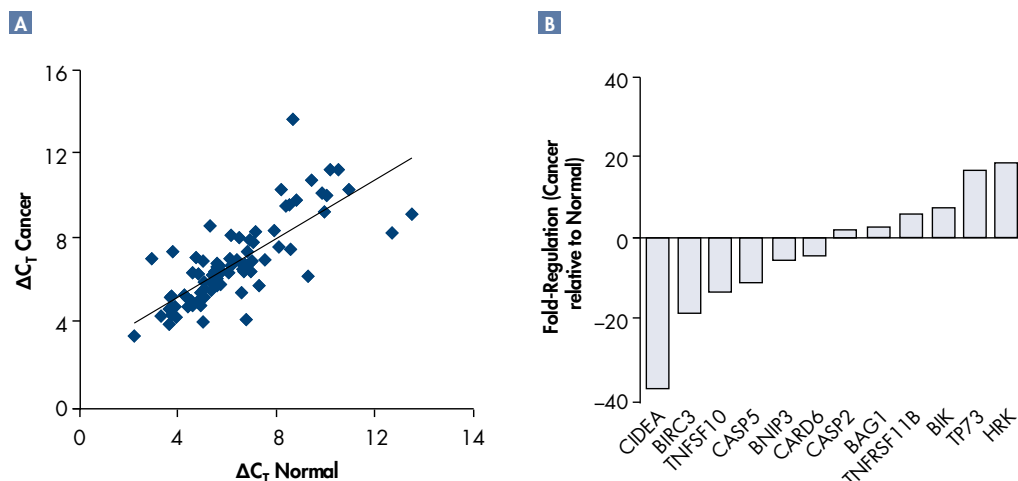 A
16
12
8
4
0
0
4
8
12
14
ΔCT Cancer
ΔCT Normal
B
40
20
0
−20
−40
Fold-Regulation (Cancer
relative to Normal)
CIDEA
BIRC3
TNFSF10
CASP5
BNIP3
CARD6
CASP2
BAG1
TNFRSF11B
BIK
TP73
HRK